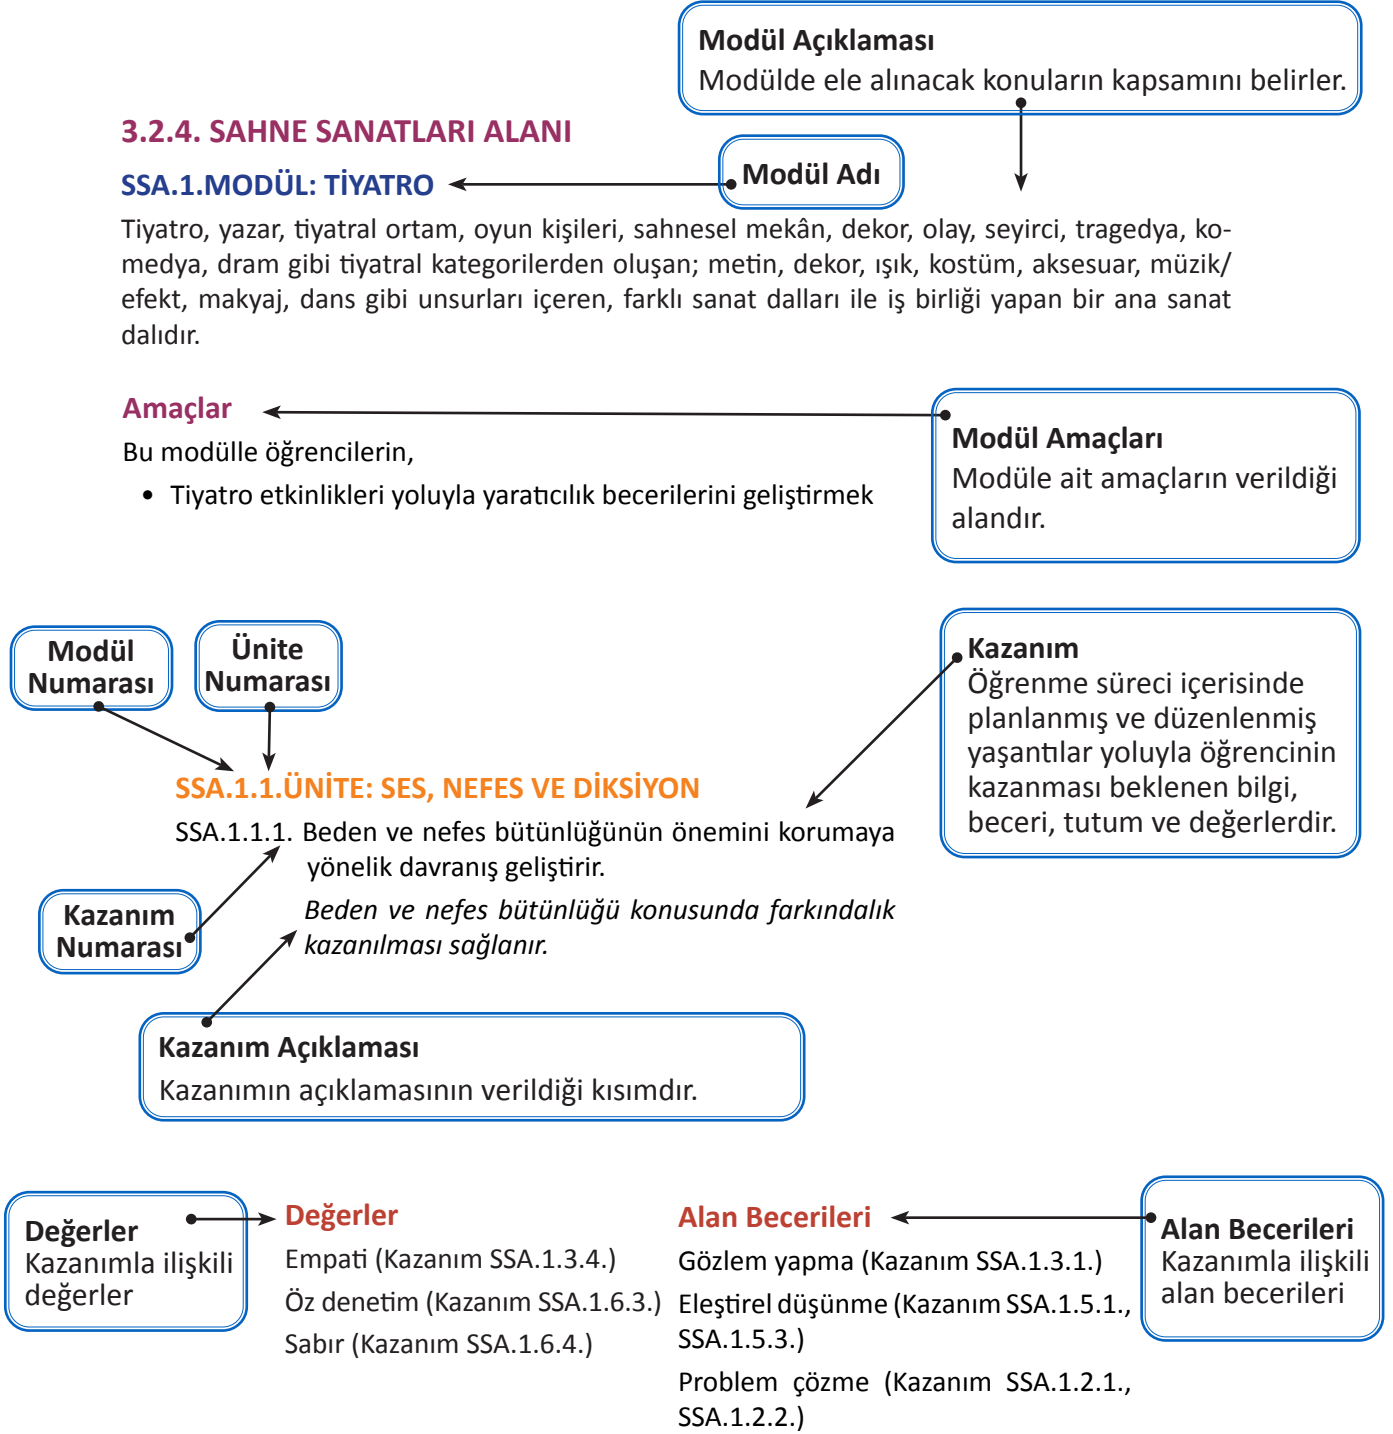 Modül Açıklaması
Modülde ele alınacak konuların kapsamını belirler.
3.2.4. SAHNE SANATLARI ALANI
SSA.1.MODÜL: TİYATRO
Modül Adı
Tiyatro, yazar, tiyatral ortam, oyun kişileri, sahnesel mekân, dekor, olay, seyirci, tragedya, ko-
medya, dram gibi tiyatral kategorilerden oluşan; metin, dekor, ışık, kostüm, aksesuar, müzik/
efekt, makyaj, dans gibi unsurları içeren, farklı sanat dalları ile iş birliği yapan bir ana sanat
dalıdır.
Amaçlar
Bu modülle öğrencilerin,
• Tiyatro etkinlikleri yoluyla yaratıcılık becerilerini geliştirmek
Modül Amaçları
Modüle ait amaçların verildiği
alandır.
Modül
Numarası
Ünite
Numarası
Kazanım
Öğrenme süreci içerisinde
planlanmış ve düzenlenmiş
yaşantılar yoluyla öğrencinin
kazanması beklenen bilgi,
beceri, tutum ve değerlerdir.
SSA.1.1.ÜNİTE: SES, NEFES VE DİKSİYON
SSA.1.1.1. Beden ve nefes bütünlüğünün önemini korumaya
yönelik davranış geliştirir.
Beden ve nefes bütünlüğü konusunda farkındalık
kazanılması sağlanır.
Kazanım
Numarası
Kazanım Açıklaması
Kazanımın açıklamasının verildiği kısımdır.
Değerler
Kazanımla ilişkili
değerler
Değerler
Empati (Kazanım SSA.1.3.4.)
Öz denetim (Kazanım SSA.1.6.3.)
Sabır (Kazanım SSA.1.6.4.)
Alan Becerileri
Gözlem yapma (Kazanım SSA.1.3.1.)
Eleştirel düşünme (Kazanım SSA.1.5.1.,
SSA.1.5.3.)
Problem çözme (Kazanım SSA.1.2.1.,
SSA.1.2.2.)
Alan Becerileri
Kazanımla ilişkili
alan becerileri